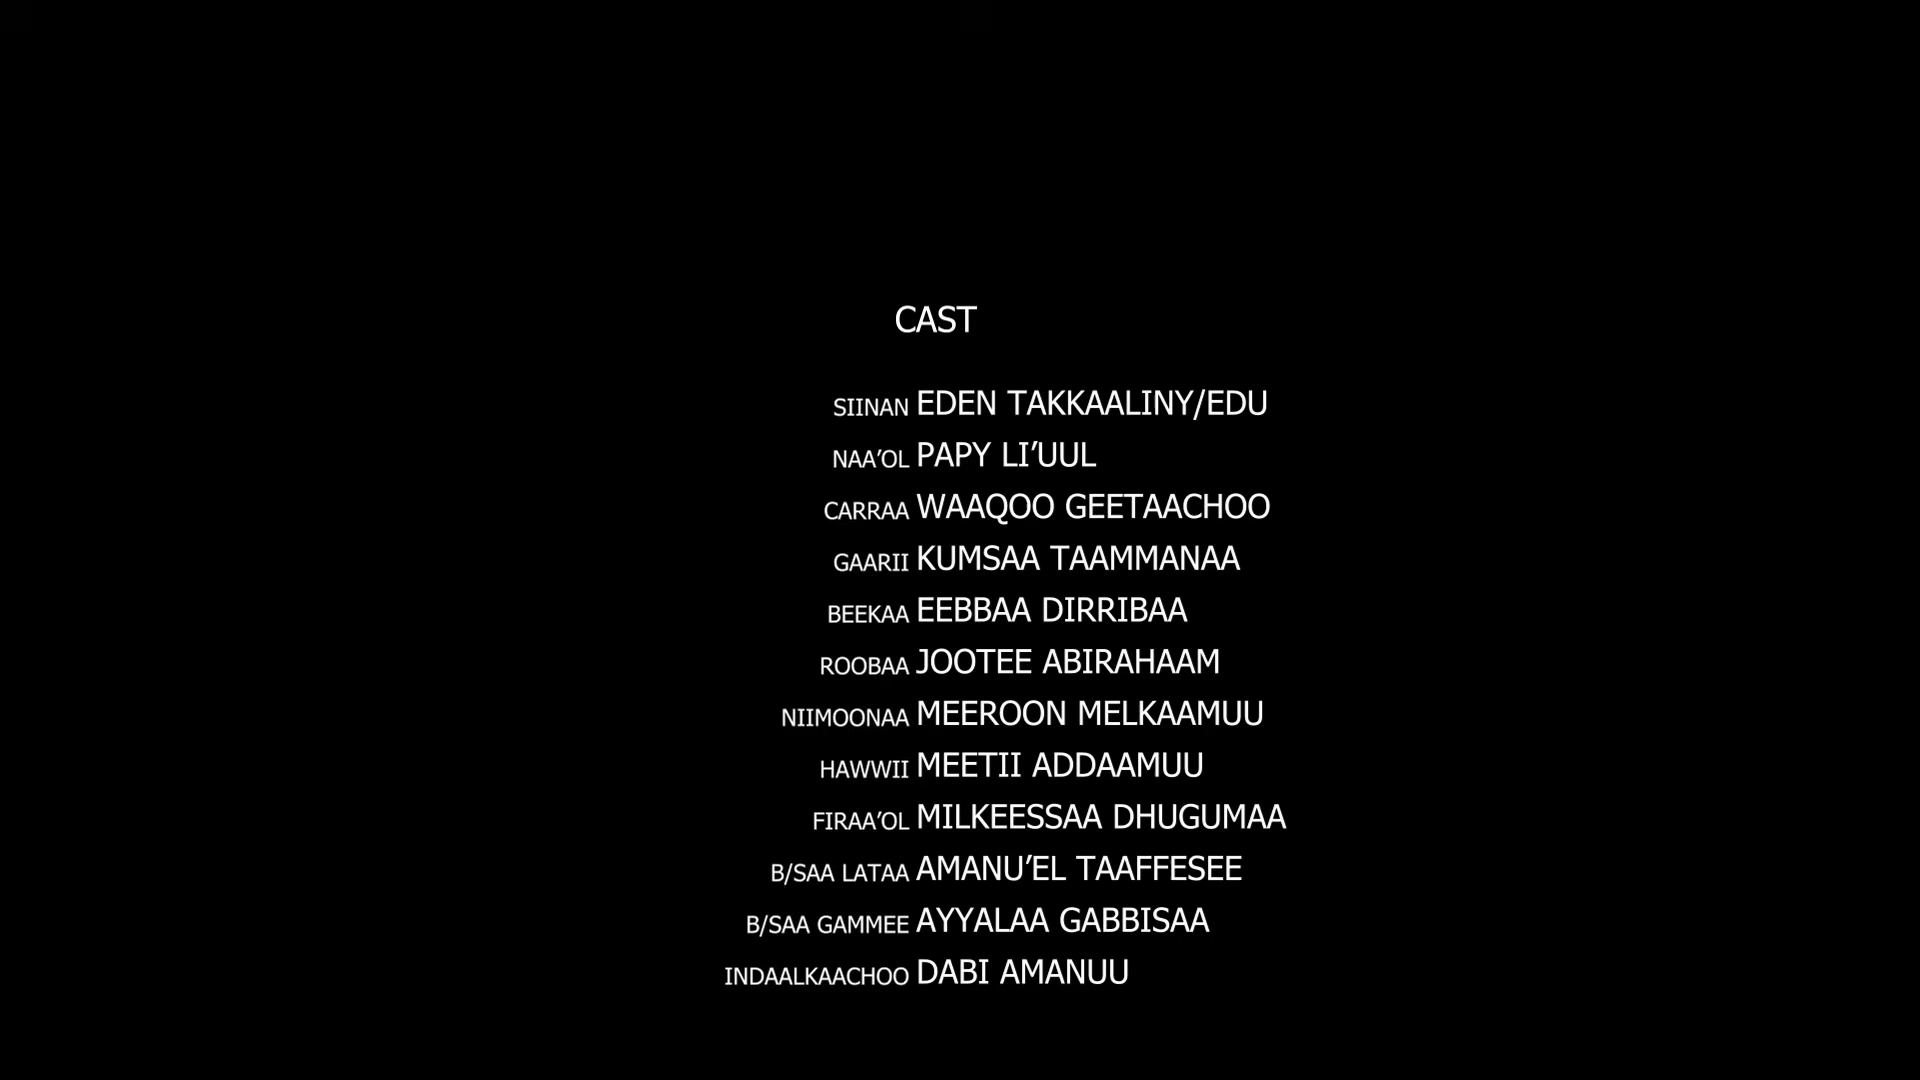 CAST
SIINAN EDEN TAKKAALINY/EDU
NAA’OL PAPY LI’UUL
CARRAA WAAQOO GEETAACHOO
GAARII KUMSAA TAAMMANAA
BEEKAA EEBBAA DIRRIBAA
ROOBAA JOOTEE ABIRAHAAM
NIIMOONAA MEEROON MELKAAMUU
HAWWII MEETII ADDAAMUU
FIRAA’OL MILKEESSAA DHUGUMAA
B/SAA LATAA AMANU’EL TAAFFESEE
B/SAA GAMMEE AYYALAA GABBISAA
INDAALKAACHOO DABI AMANUU